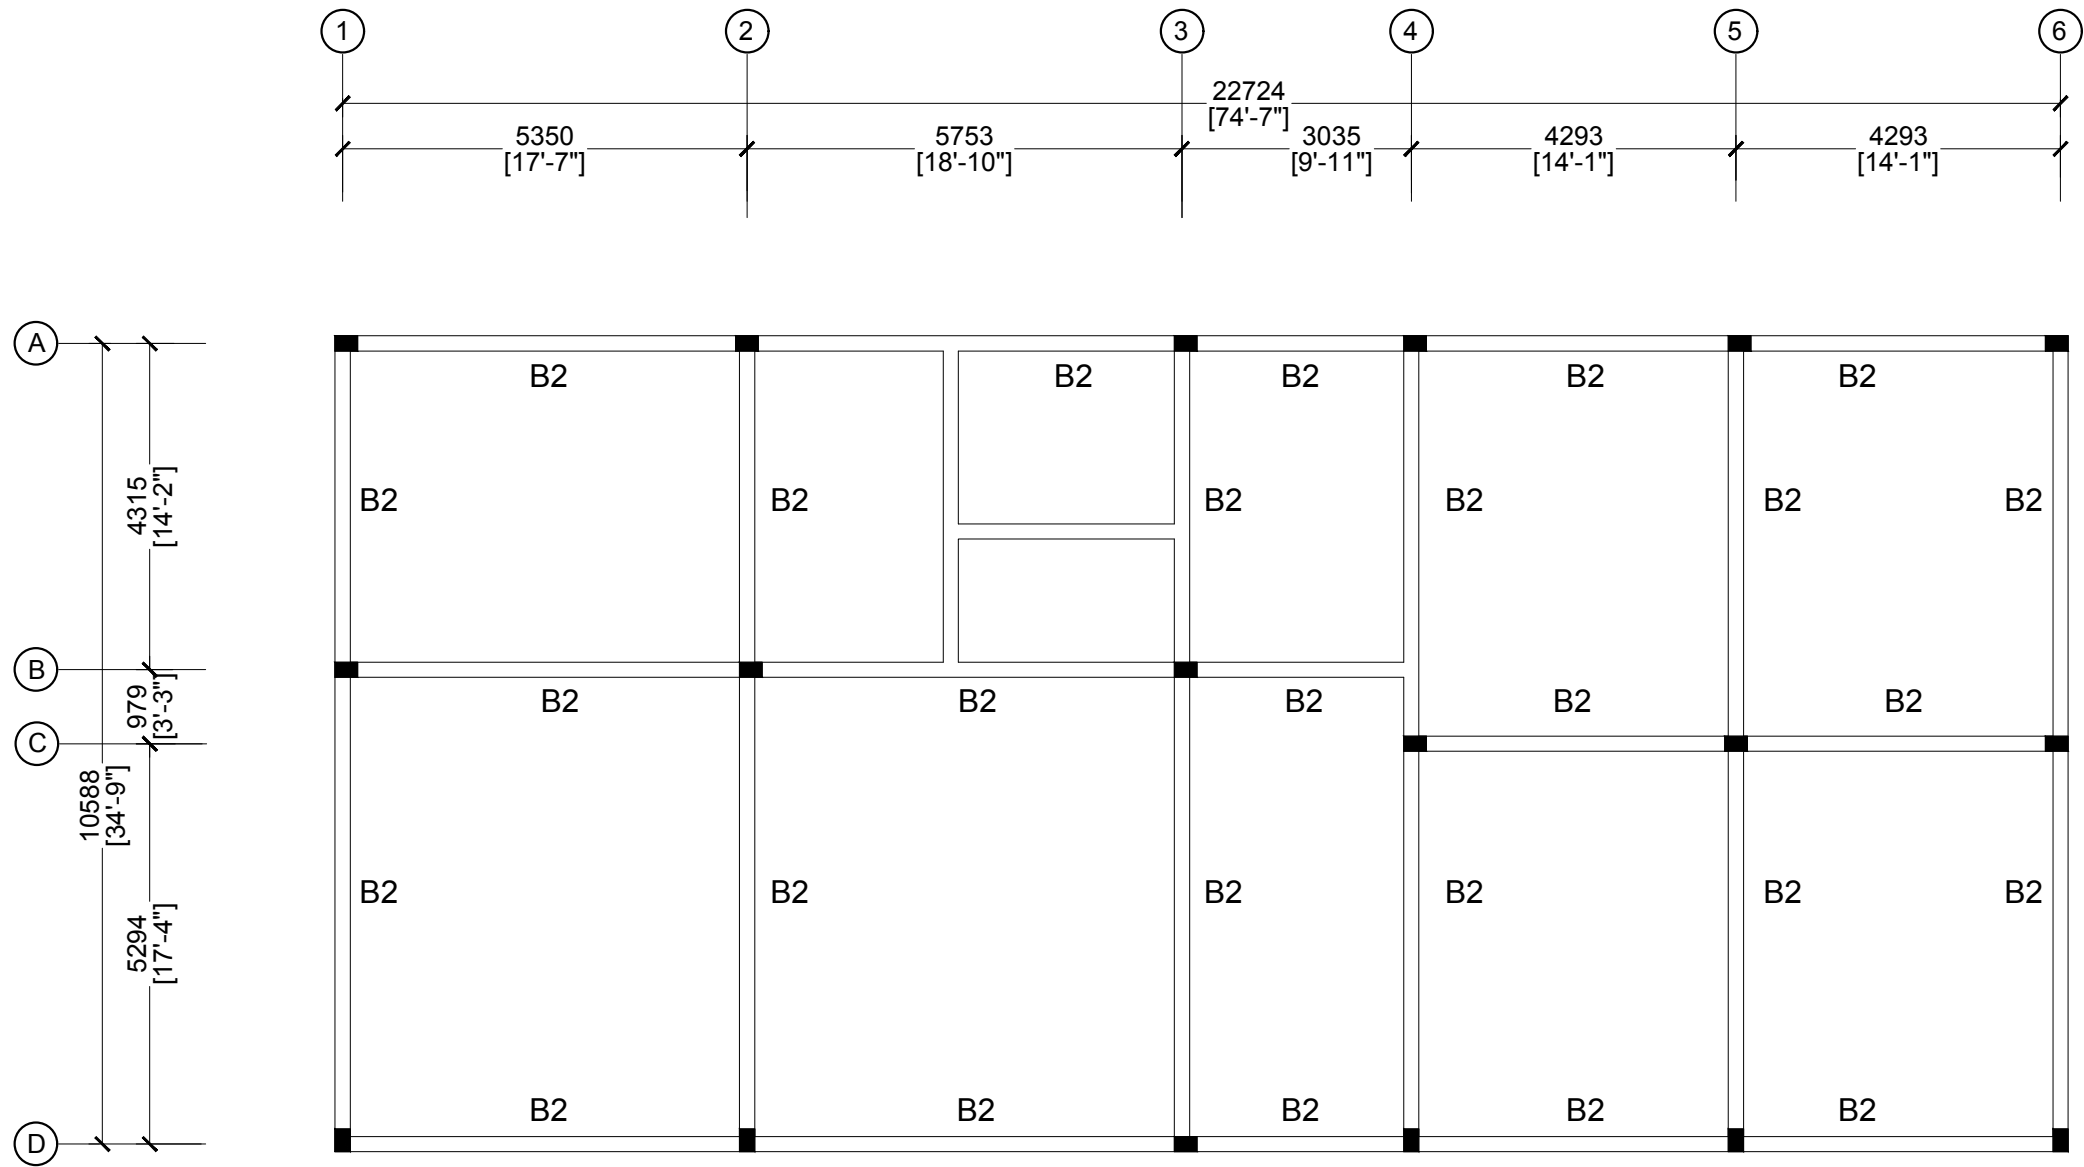 1 2 3 4 5 6
22724
[74'-7"]
5350 5753 3035 4293 4293
[17'-7"] [18'-10"] [9'-11"] [14'-1"] [14'-1"]
A
B2 B2 B2 B2 B2
4315
[14'-2"]
B2 B2 B2 B2 B2 B2
B
979
[3'-3"]
B2 B2 B2 B2 B2
C
10588
[34'-9"]
5294
[17'-4"]
B2 B2 B2 B2 B2 B2
B2 B2 B2 B2 B2
D